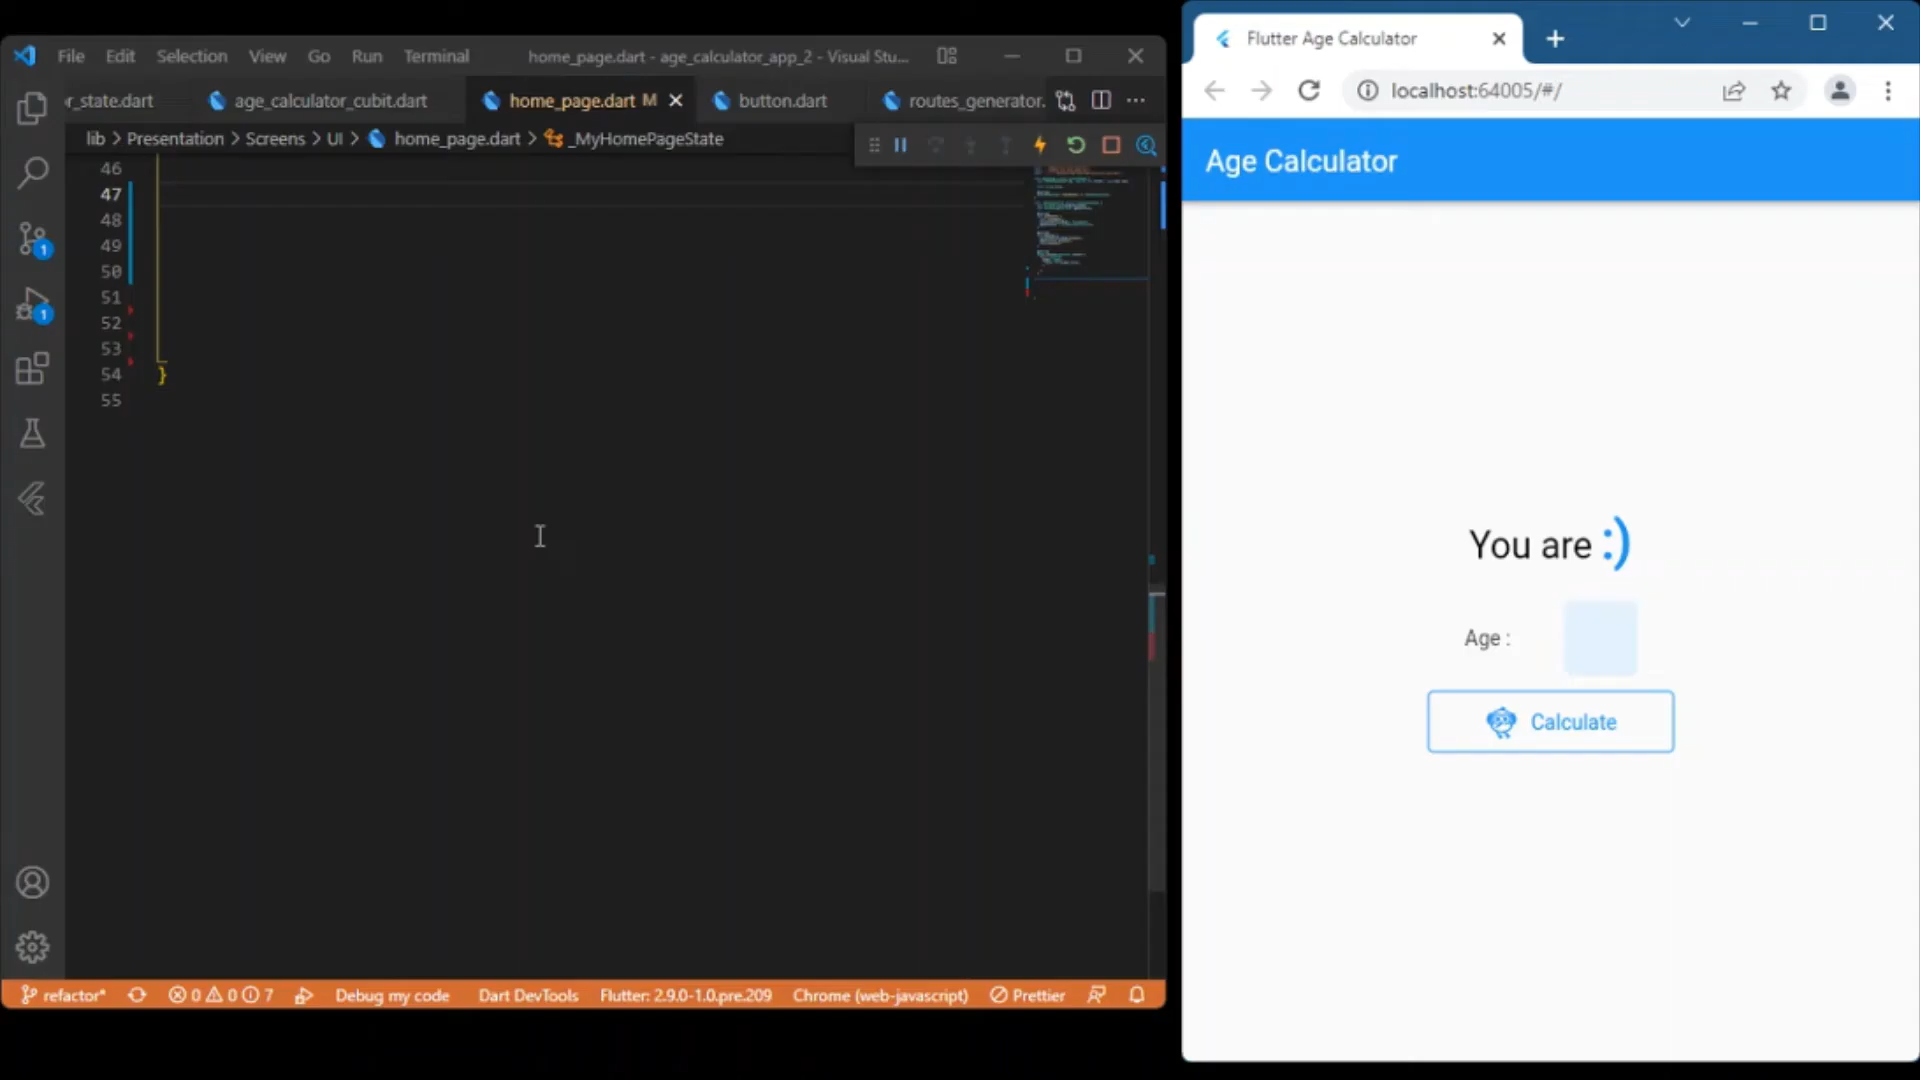 File Edit Selection View Go Run Terminal home_page.dart - age_calculator_app_2 - Visual Stu...
r_state.dart age_calculator_cubit.dart home_page.dart M button.dart routes_generator.
lib > Presentation > Screens > UI > home_page.dart > _MyHomePageState
46
47
48
49
50
51
52
53
54 }
55
1
1
refactor* 0 0 7 Debug my code Dart DevTools Flutter: 2.9.0-1.0.pre.209 Chrome (web-javascript) Prettier
Flutter Age Calculator
localhost:64005/#/
Age Calculator
You are :)
Age :
Calculate